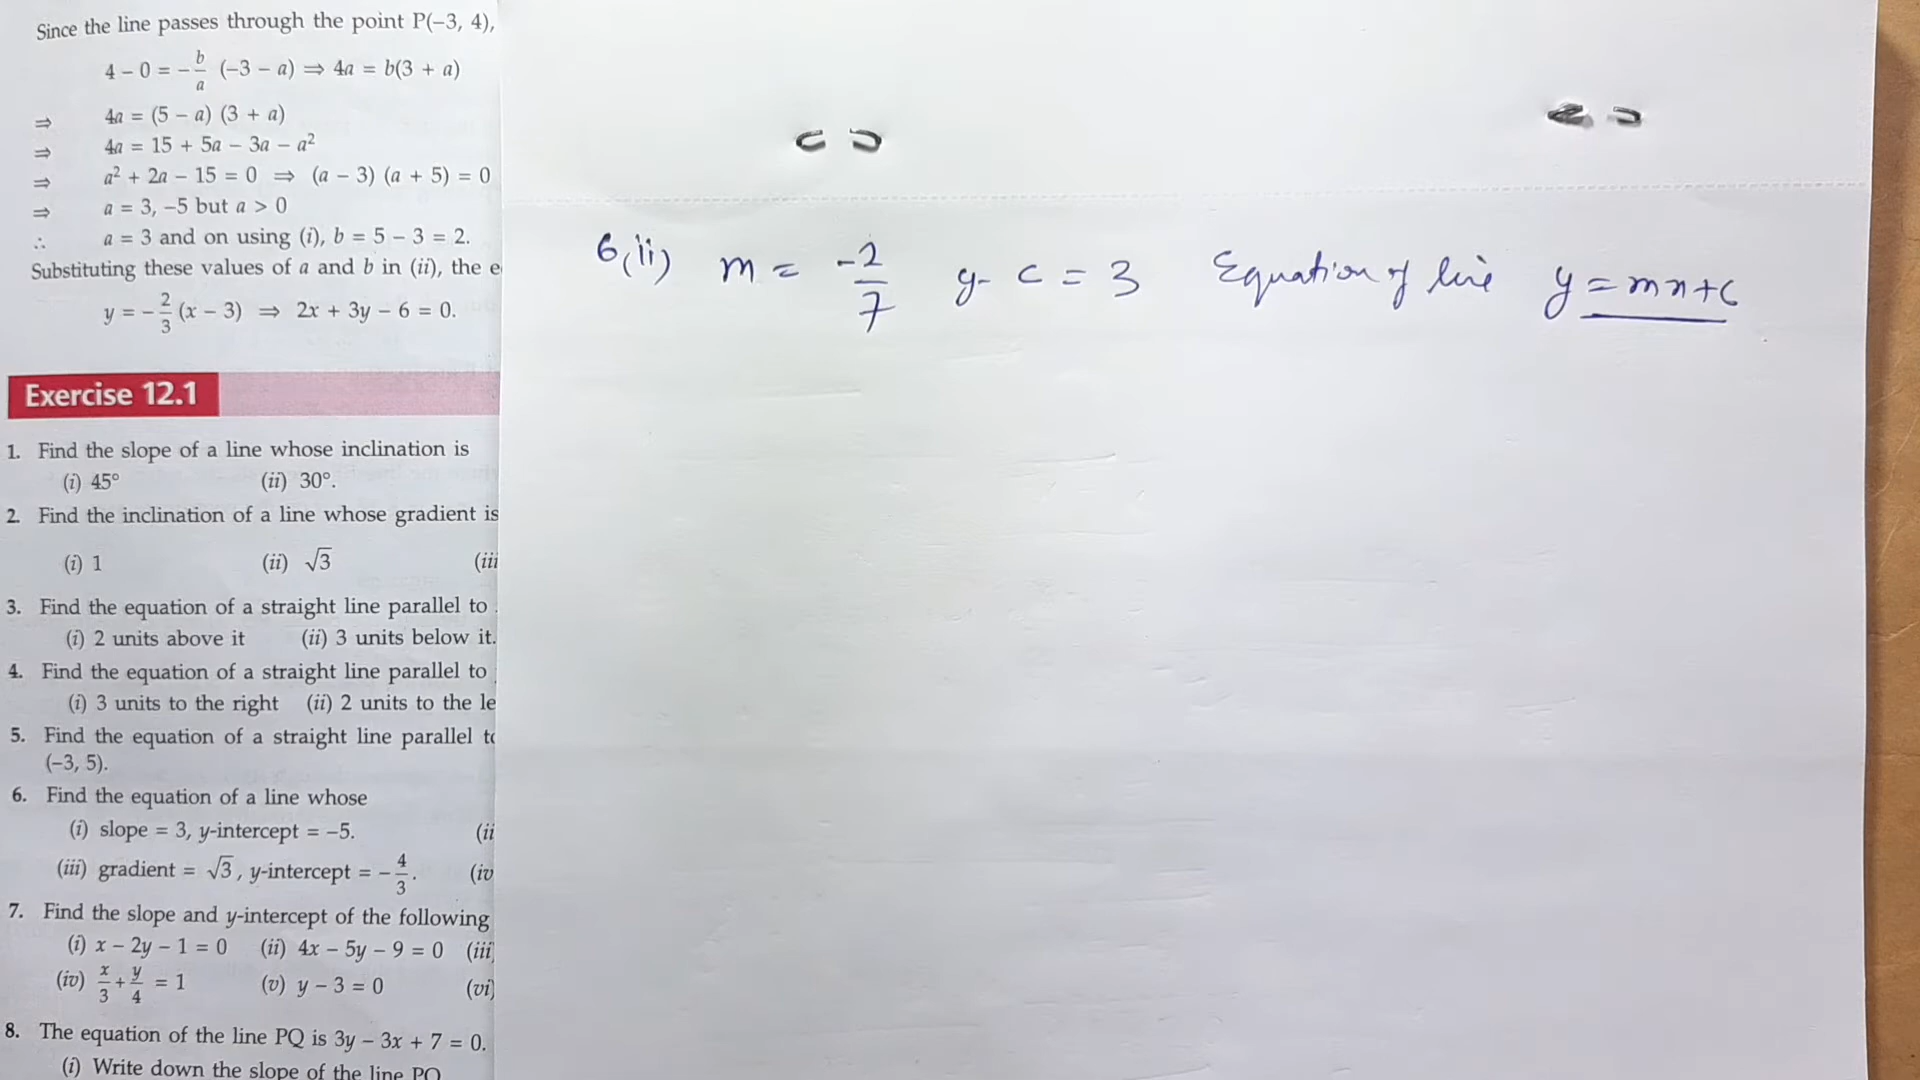 Since the line passes through the point P(−3, 4),
4 − 0 = −b/a (−3 − a) ⇒ 4a = b(3 + a)
⇒ 4a = (5 − a) (3 + a)
⇒ 4a = 15 + 5a − 3a − a²
⇒ a² + 2a − 15 = 0 ⇒ (a − 3) (a + 5) = 0
⇒ a = 3, −5 but a > 0
∴ a = 3 and on using (i), b = 5 − 3 = 2.
Substituting these values of a and b in (ii), the e
y = −2/3 (x − 3) ⇒ 2x + 3y − 6 = 0.
Exercise 12.1
1. Find the slope of a line whose inclination is
(i) 45° (ii) 30°.
2. Find the inclination of a line whose gradient is
(i) 1 (ii) √3 (iii
3. Find the equation of a straight line parallel to
(i) 2 units above it (ii) 3 units below it.
4. Find the equation of a straight line parallel to
(i) 3 units to the right (ii) 2 units to the le
5. Find the equation of a straight line parallel to
(−3, 5).
6. Find the equation of a line whose
(i) slope = 3, y-intercept = −5. (ii
(iii) gradient = √3, y-intercept = −4/3. (iv
7. Find the slope and y-intercept of the following
(i) x − 2y − 1 = 0 (ii) 4x − 5y − 9 = 0 (iii
(iv) x/3 + y/4 = 1 (v) y − 3 = 0 (vi)
8. The equation of the line PQ is 3y − 3x + 7 = 0.
(i) Write down the slope of the line PQ
6(ii) m = -2/7 y- c = 3 Equation of line y = mx+c